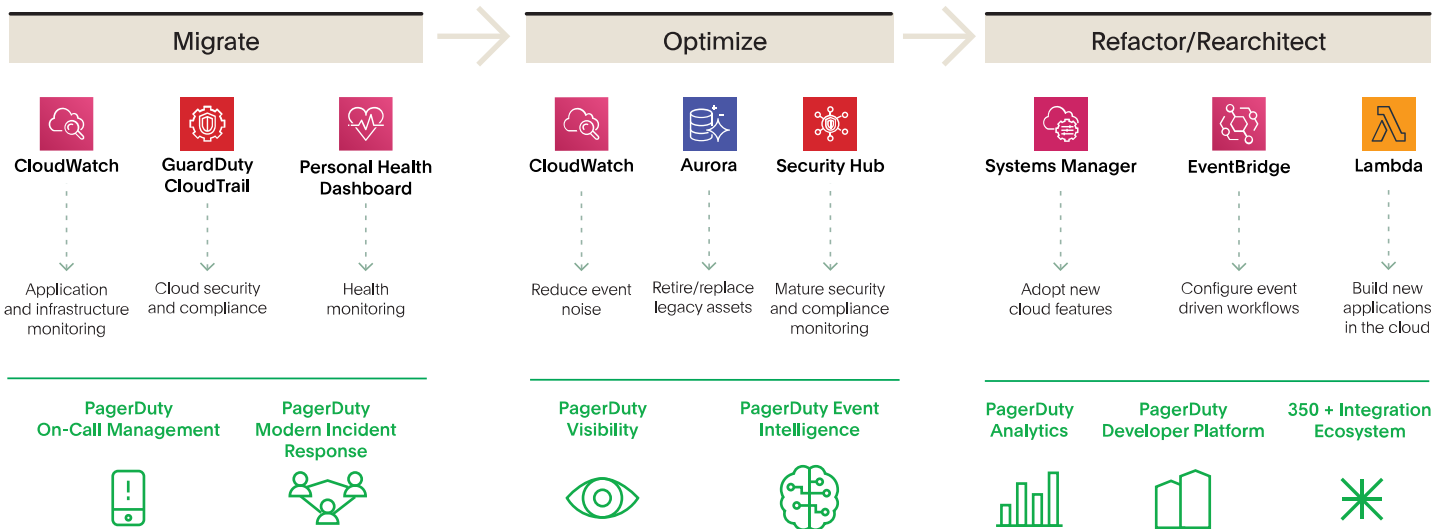 Migrate
Optimize
Refactor/Rearchitect
CloudWatch
GuardDuty
CloudTrail
Personal Health
Dashboard
CloudWatch
Aurora
Security Hub
Systems Manager
EventBridge
Lambda
Application
and infrastructure
monitoring
Cloud security
and compliance
Health
monitoring
Reduce event
noise
Retire/replace
legacy assets
Mature security
and compliance
monitoring
Adopt new
cloud features
Configure event
driven workflows
Build new
applications
in the cloud
PagerDuty
On-Call Management
PagerDuty
Modern Incident
Response
PagerDuty
Visibility
PagerDuty Event
Intelligence
PagerDuty
Analytics
PagerDuty
Developer Platform
350 + Integration
Ecosystem